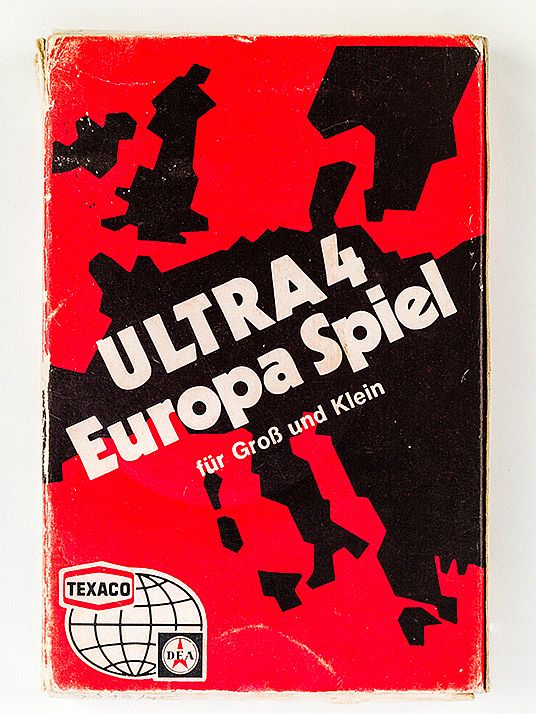 ULTRA 4
Europa Spiel
für Groß und Klein
TEXACO
DEA